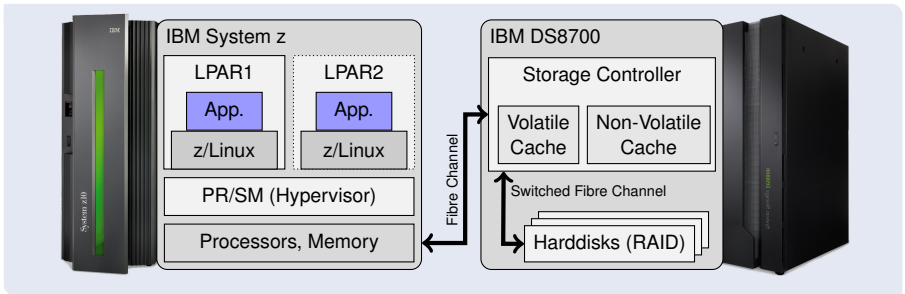 IBM
System z10
IBM System z
LPAR1
App.
z/Linux
LPAR2
App.
z/Linux
PR/SM (Hypervisor)
Processors, Memory
Fibre Channel
IBM DS8700
Storage Controller
Volatile
Cache
Non-Volatile
Cache
Switched Fibre Channel
Harddisks (RAID)